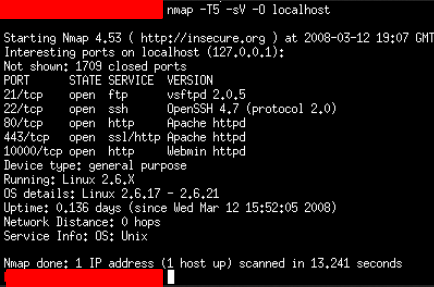 nmap -T5 -sV -O localhost
Starting Nmap 4.53 ( http://insecure.org ) at 2008-03-12 19:07 GMT
Interesting ports on localhost (127.0.0.1):
Not shown: 1709 closed ports
PORT STATE SERVICE VERSION
21/tcp open ftp vsftpd 2.0.5
22/tcp open ssh OpenSSH 4.7 (protocol 2.0)
80/tcp open http Apache httpd
443/tcp open ssl/http Apache httpd
10000/tcp open http Webmin httpd
Device type: general purpose
Running: Linux 2.6.X
OS details: Linux 2.6.17 - 2.6.21
Uptime: 0.136 days (since Wed Mar 12 15:52:05 2008)
Network Distance: 0 hops
Service Info: OS: Unix
Nmap done: 1 IP address (1 host up) scanned in 13.241 seconds